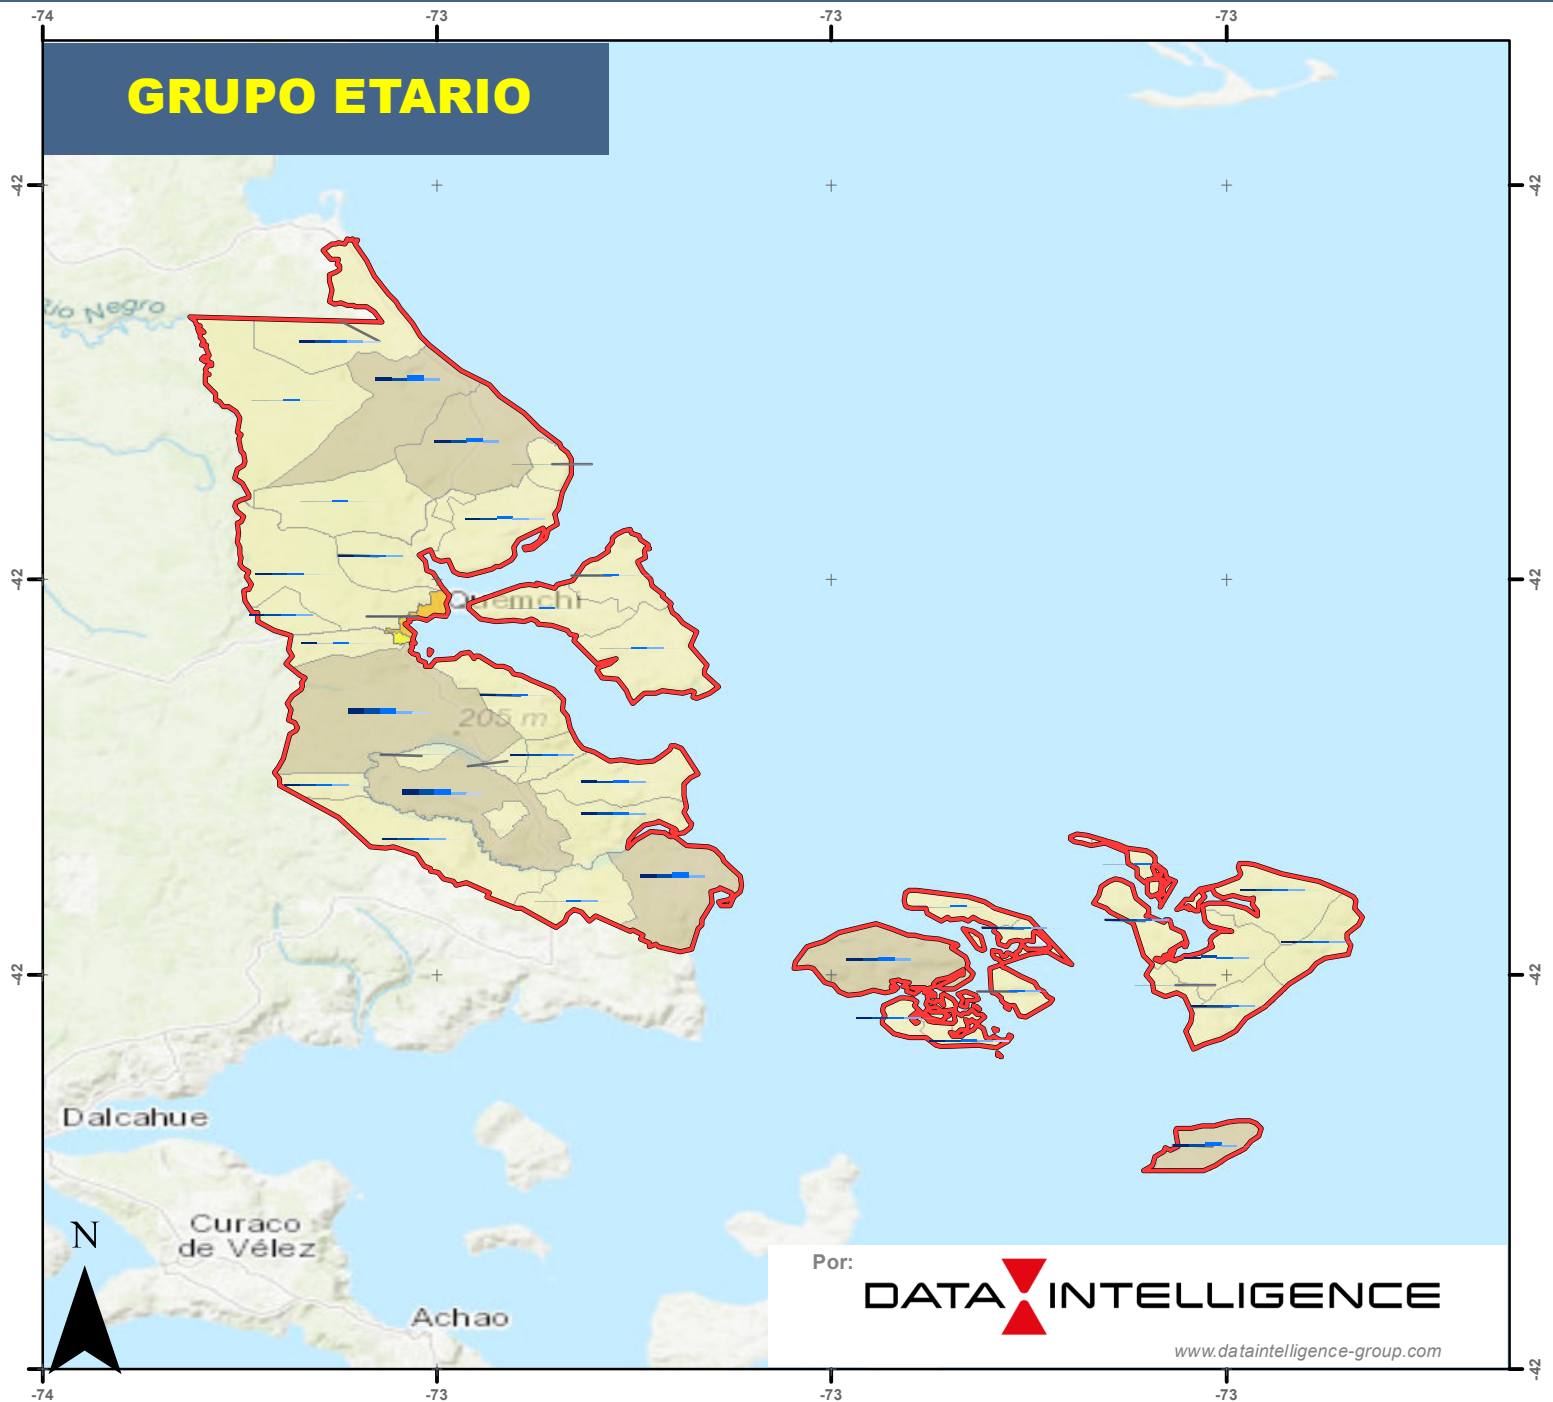 -74 -73 -73 -73
GRUPO ETARIO
-42 -42
Río Negro
-42 -42
Quemchi
205 m
-42 -42
Dalcahue
Curaco
de Vélez
N
Achao
Por:
DATA INTELLIGENCE
www.dataintelligence-group.com
-42
-74 -73 -73 -73